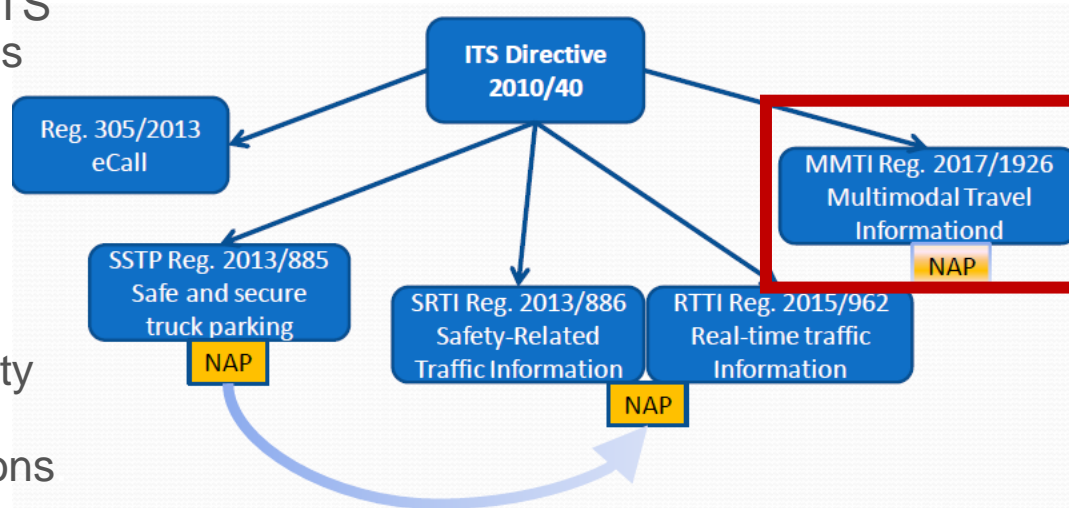 TS
s
ITS Directive
2010/40
Reg. 305/2013
eCall
MMTI Reg. 2017/1926
Multimodal Travel
Informationd
NAP
SSTP Reg. 2013/885
Safe and secure
truck parking
NAP
SRTI Reg. 2013/886
Safety-Related
Traffic Information
RTTI Reg. 2015/962
Real-time traffic
Information
NAP
ty
ons